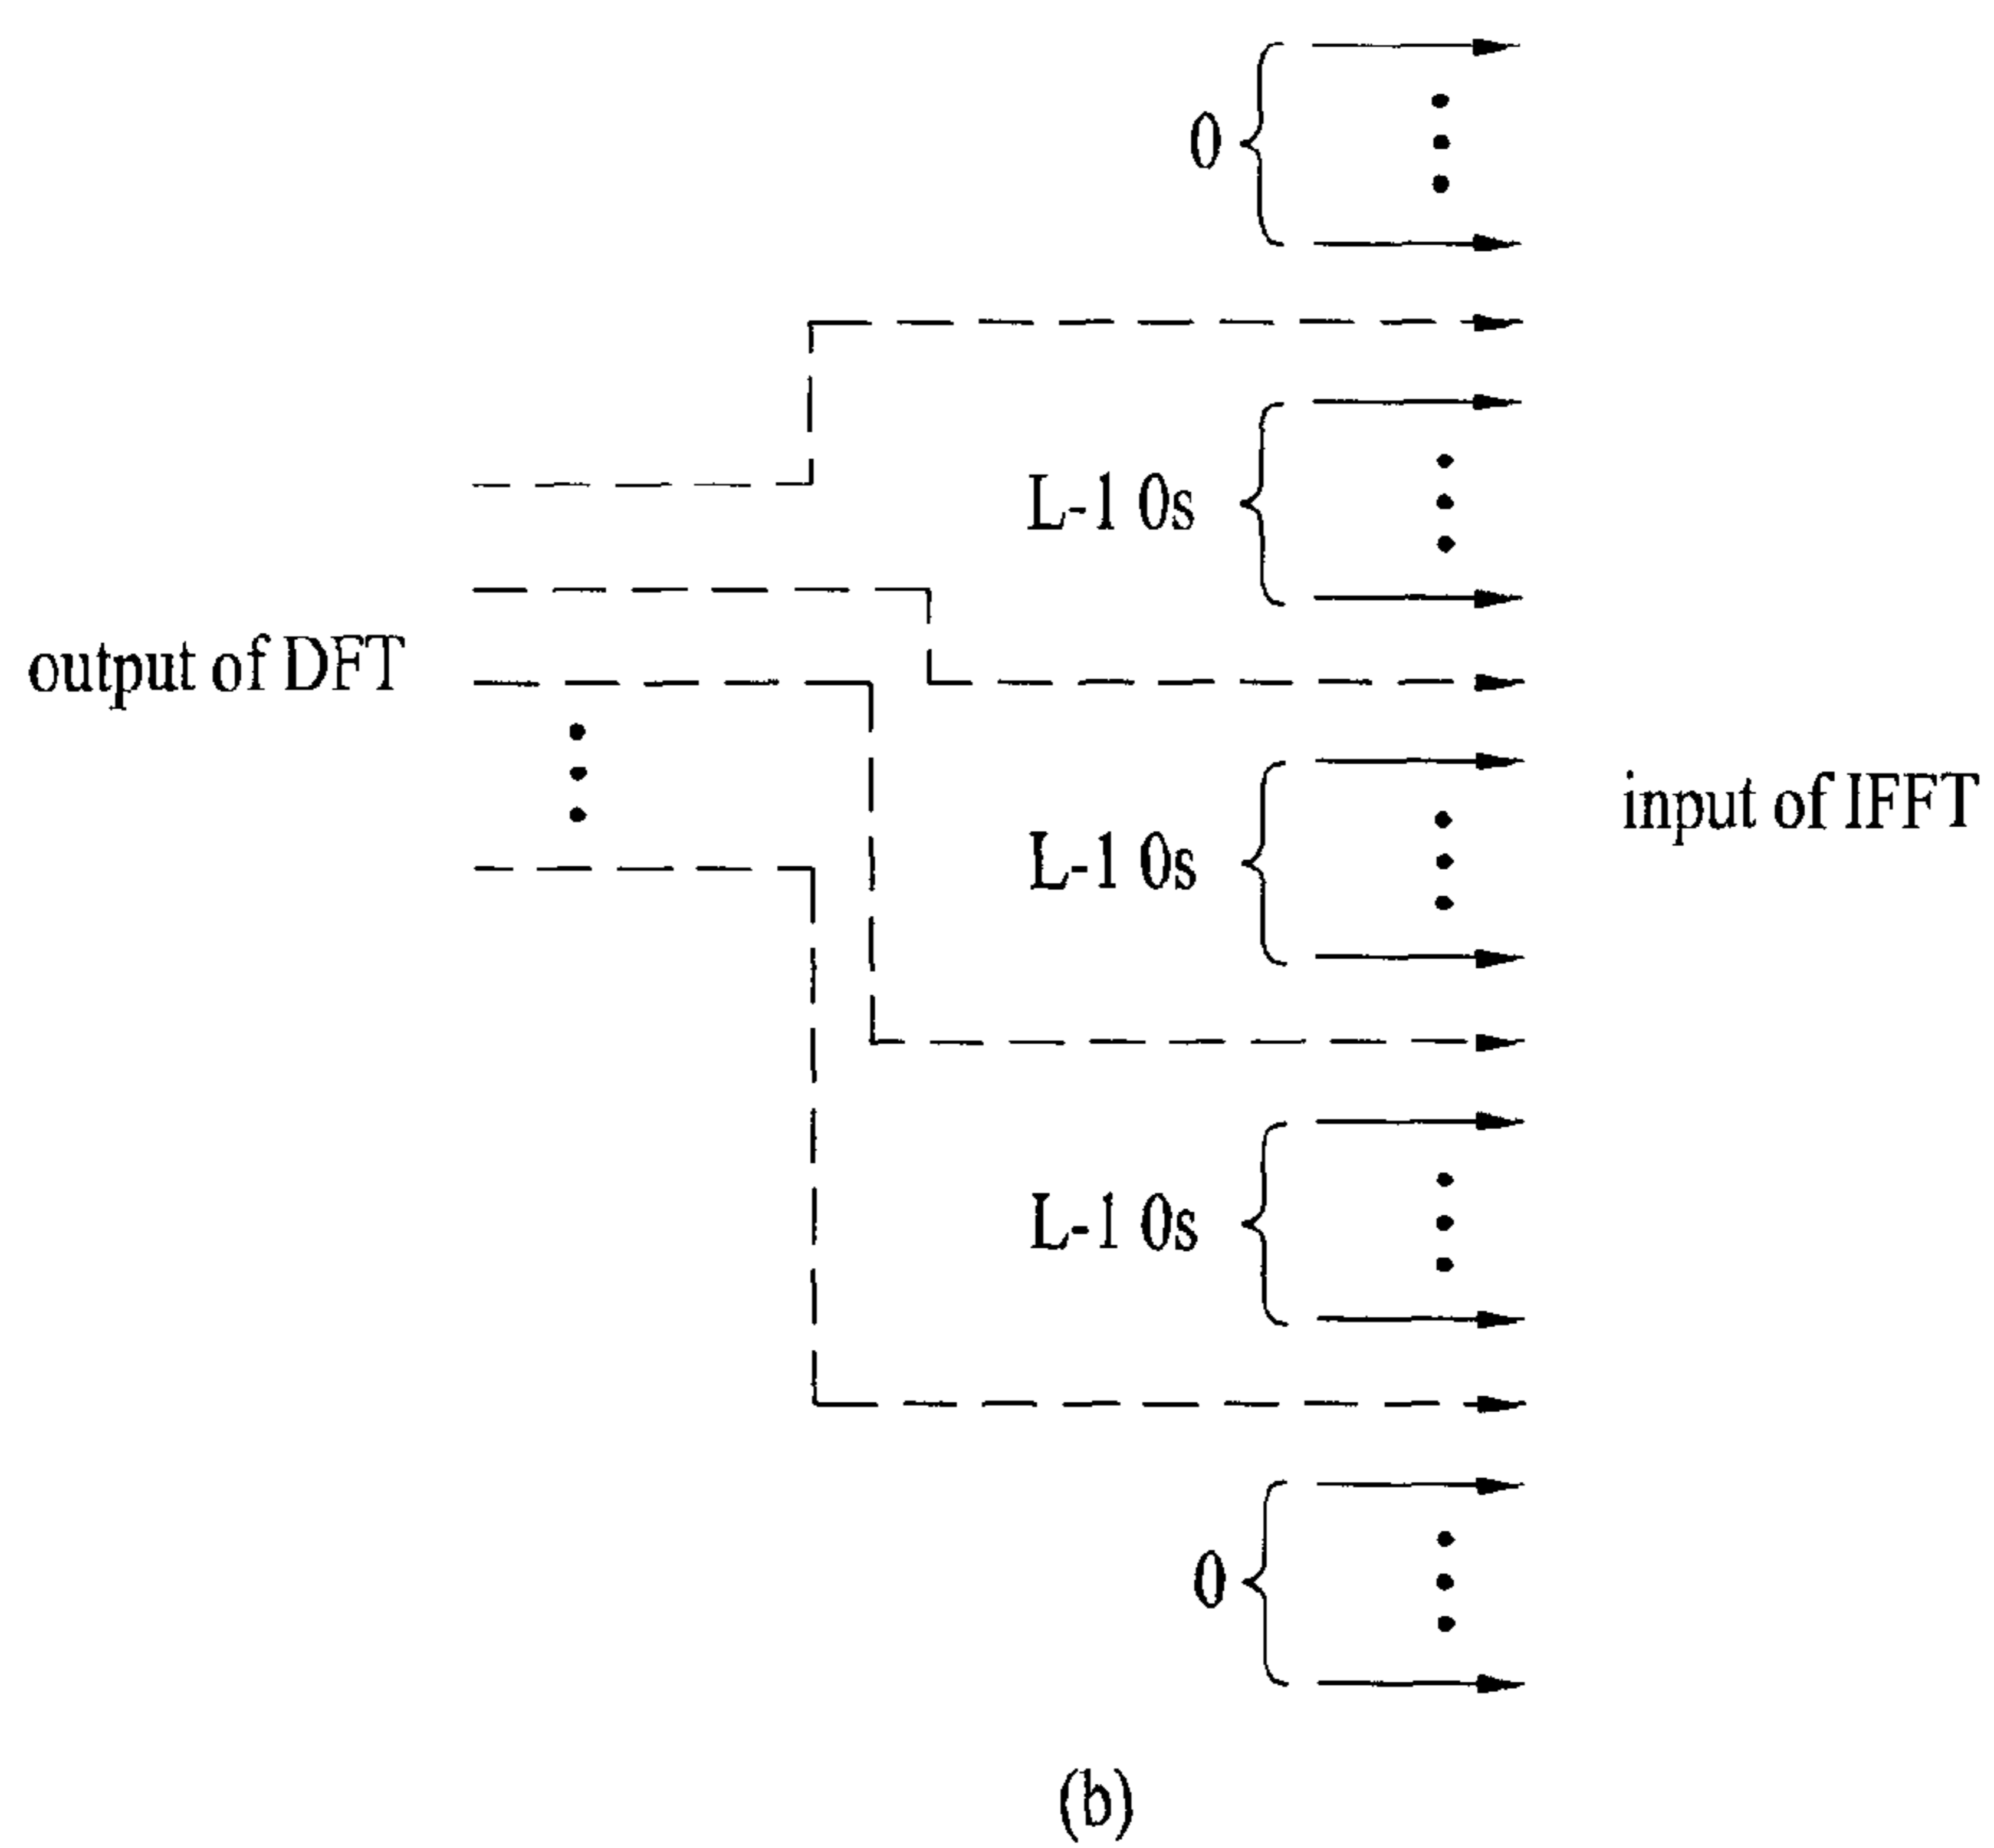 0
L-1 0s
output of DFT
L-1 0s
input of IFFT
L-1 0s
0
(b)